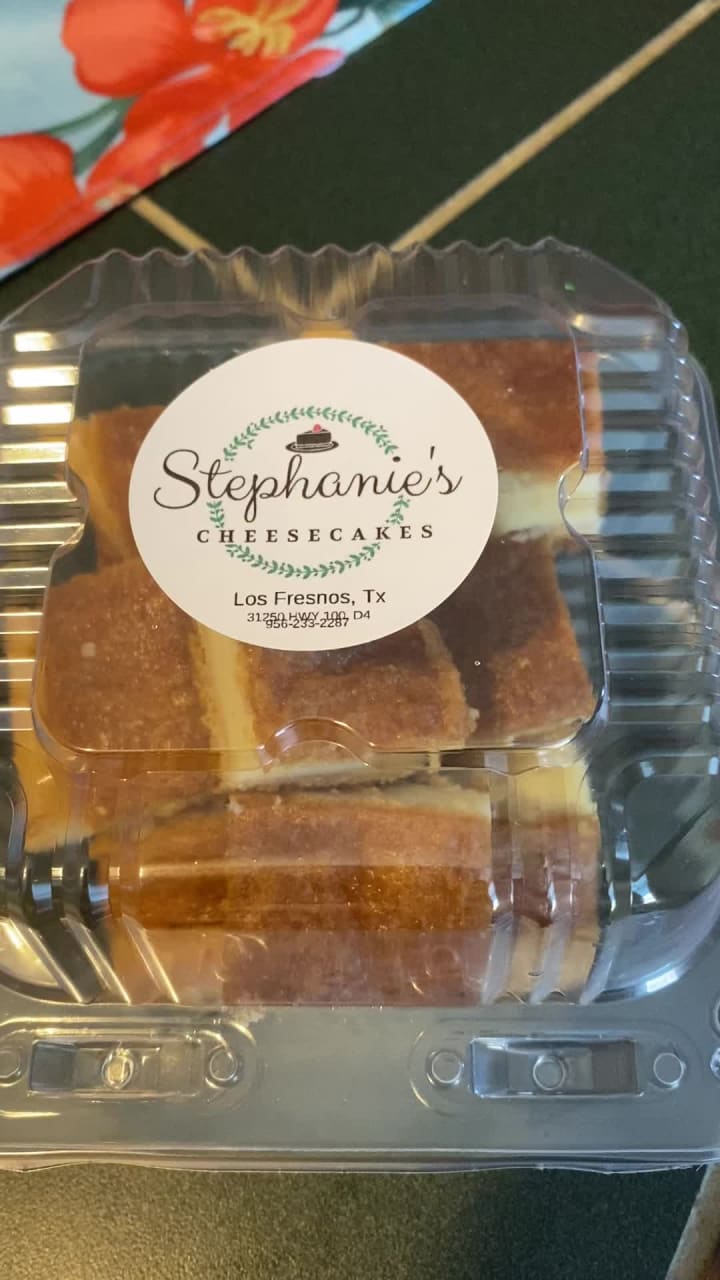 Stephanie's
CHEESECAKES
Los Fresnos, Tx
31250 HWY 100, D4
956-233-2287